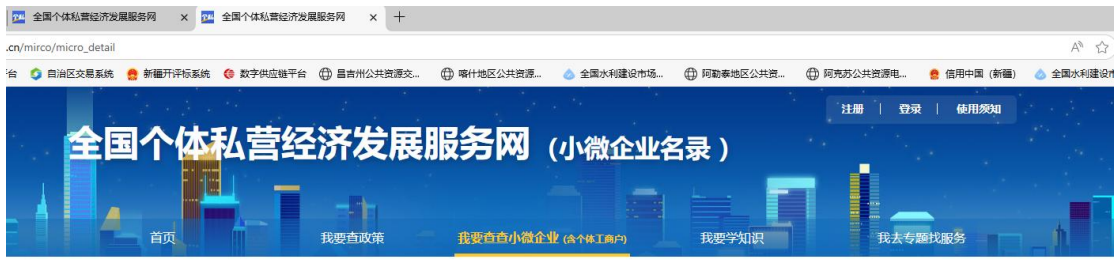 全国个体私营经济发展服务网 × 全国个体私营经济发展服务网 × +
.cn/mirco/micro_detail
台 自治区交易系统 新疆开评标系统 数字供应链平台 昌吉州公共资源交... 喀什地区公共资源... 全国水利建设市场... 阿勒泰地区公共资... 阿克苏公共资源电... 信用中国（新疆） 全国水利建设市
注册 | 登录 | 使用须知
全国个体私营经济发展服务网（小微企业名录）
首页 我要查政策 我要查查小微企业（含个体工商户） 我要学知识 我去专题找服务